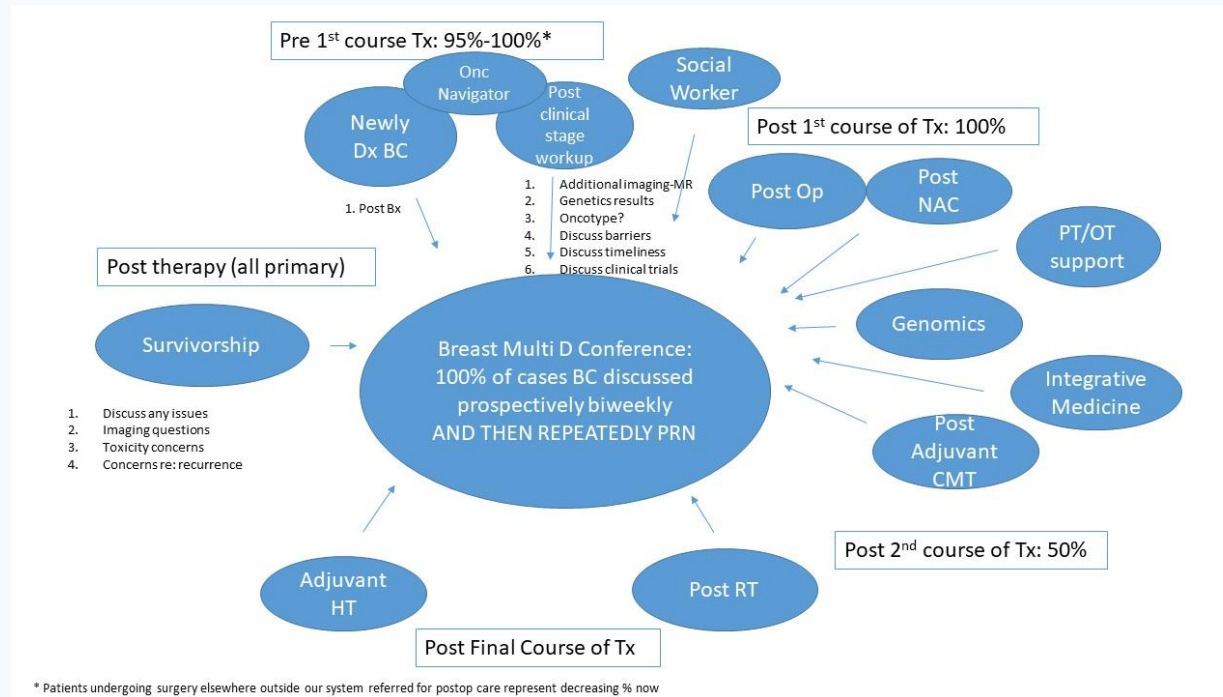 Pre 1st course Tx: 95%-100%*
Onc
Navigator
Newly
Dx BC
Post
clinical
stage
workup
Social
Worker
Post 1st course of Tx: 100%
Post Op
Post
NAC
PT/OT
support
1. Post Bx
1. Additional imaging-MR
2. Genetics results
3. Oncotype?
4. Discuss barriers
5. Discuss timeliness
6. Discuss clinical trials
Post therapy (all primary)
Survivorship
1. Discuss any issues
2. Imaging questions
3. Toxicity concerns
4. Concerns re: recurrence
Breast Multi D Conference:
100% of cases BC discussed
prospectively biweekly
AND THEN REPEATEDLY PRN
Genomics
Integrative
Medicine
Post
Adjuvant
CMT
Post 2nd course of Tx: 50%
Adjuvant
HT
Post RT
Post Final Course of Tx
* Patients undergoing surgery elsewhere outside our system referred for postop care represent decreasing % now